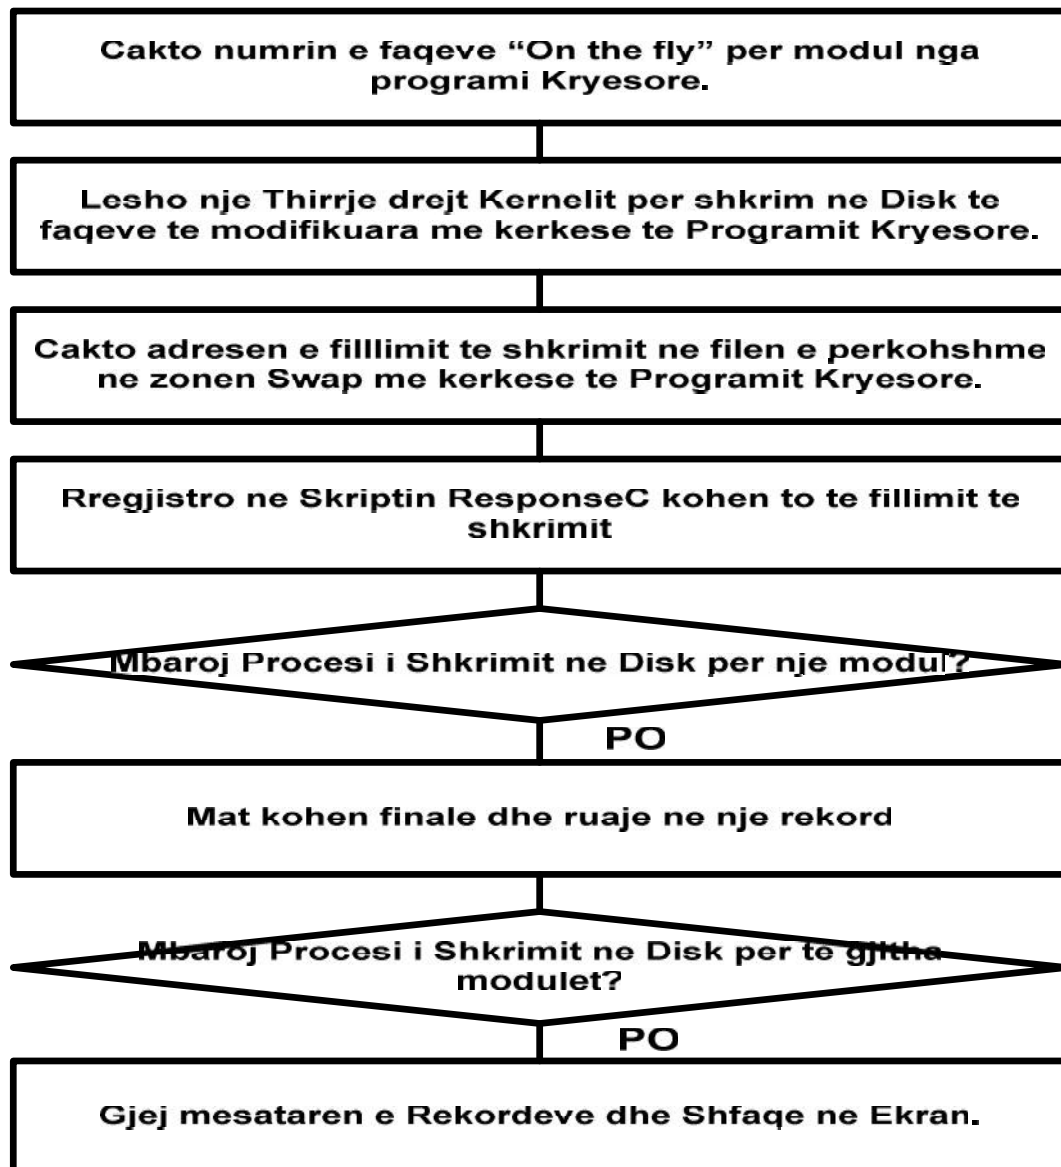 Cakto numrin e faqeve “On the fly” per modul nga
programi Kryesore.
Lesho nje Thirrje drejt Kernelit per shkrim ne Disk te
faqeve te modifikuara me kerkese te Programit Kryesore.
Cakto adresen e filllimit te shkrimit ne filen e perkohshme
ne zonen Swap me kerkese te Programit Kryesore.
Rregjistro ne Skriptin ResponseC kohen to te fillimit te
shkrimit
Mbaroj Procesi i Shkrimit ne Disk per nje modul?
PO
Mat kohen finale dhe ruaje ne nje rekord
Mbaroj Procesi i Shkrimit ne Disk per te gjitha
modulet?
PO
Gjej mesataren e Rekordeve dhe Shfaqe ne Ekran.